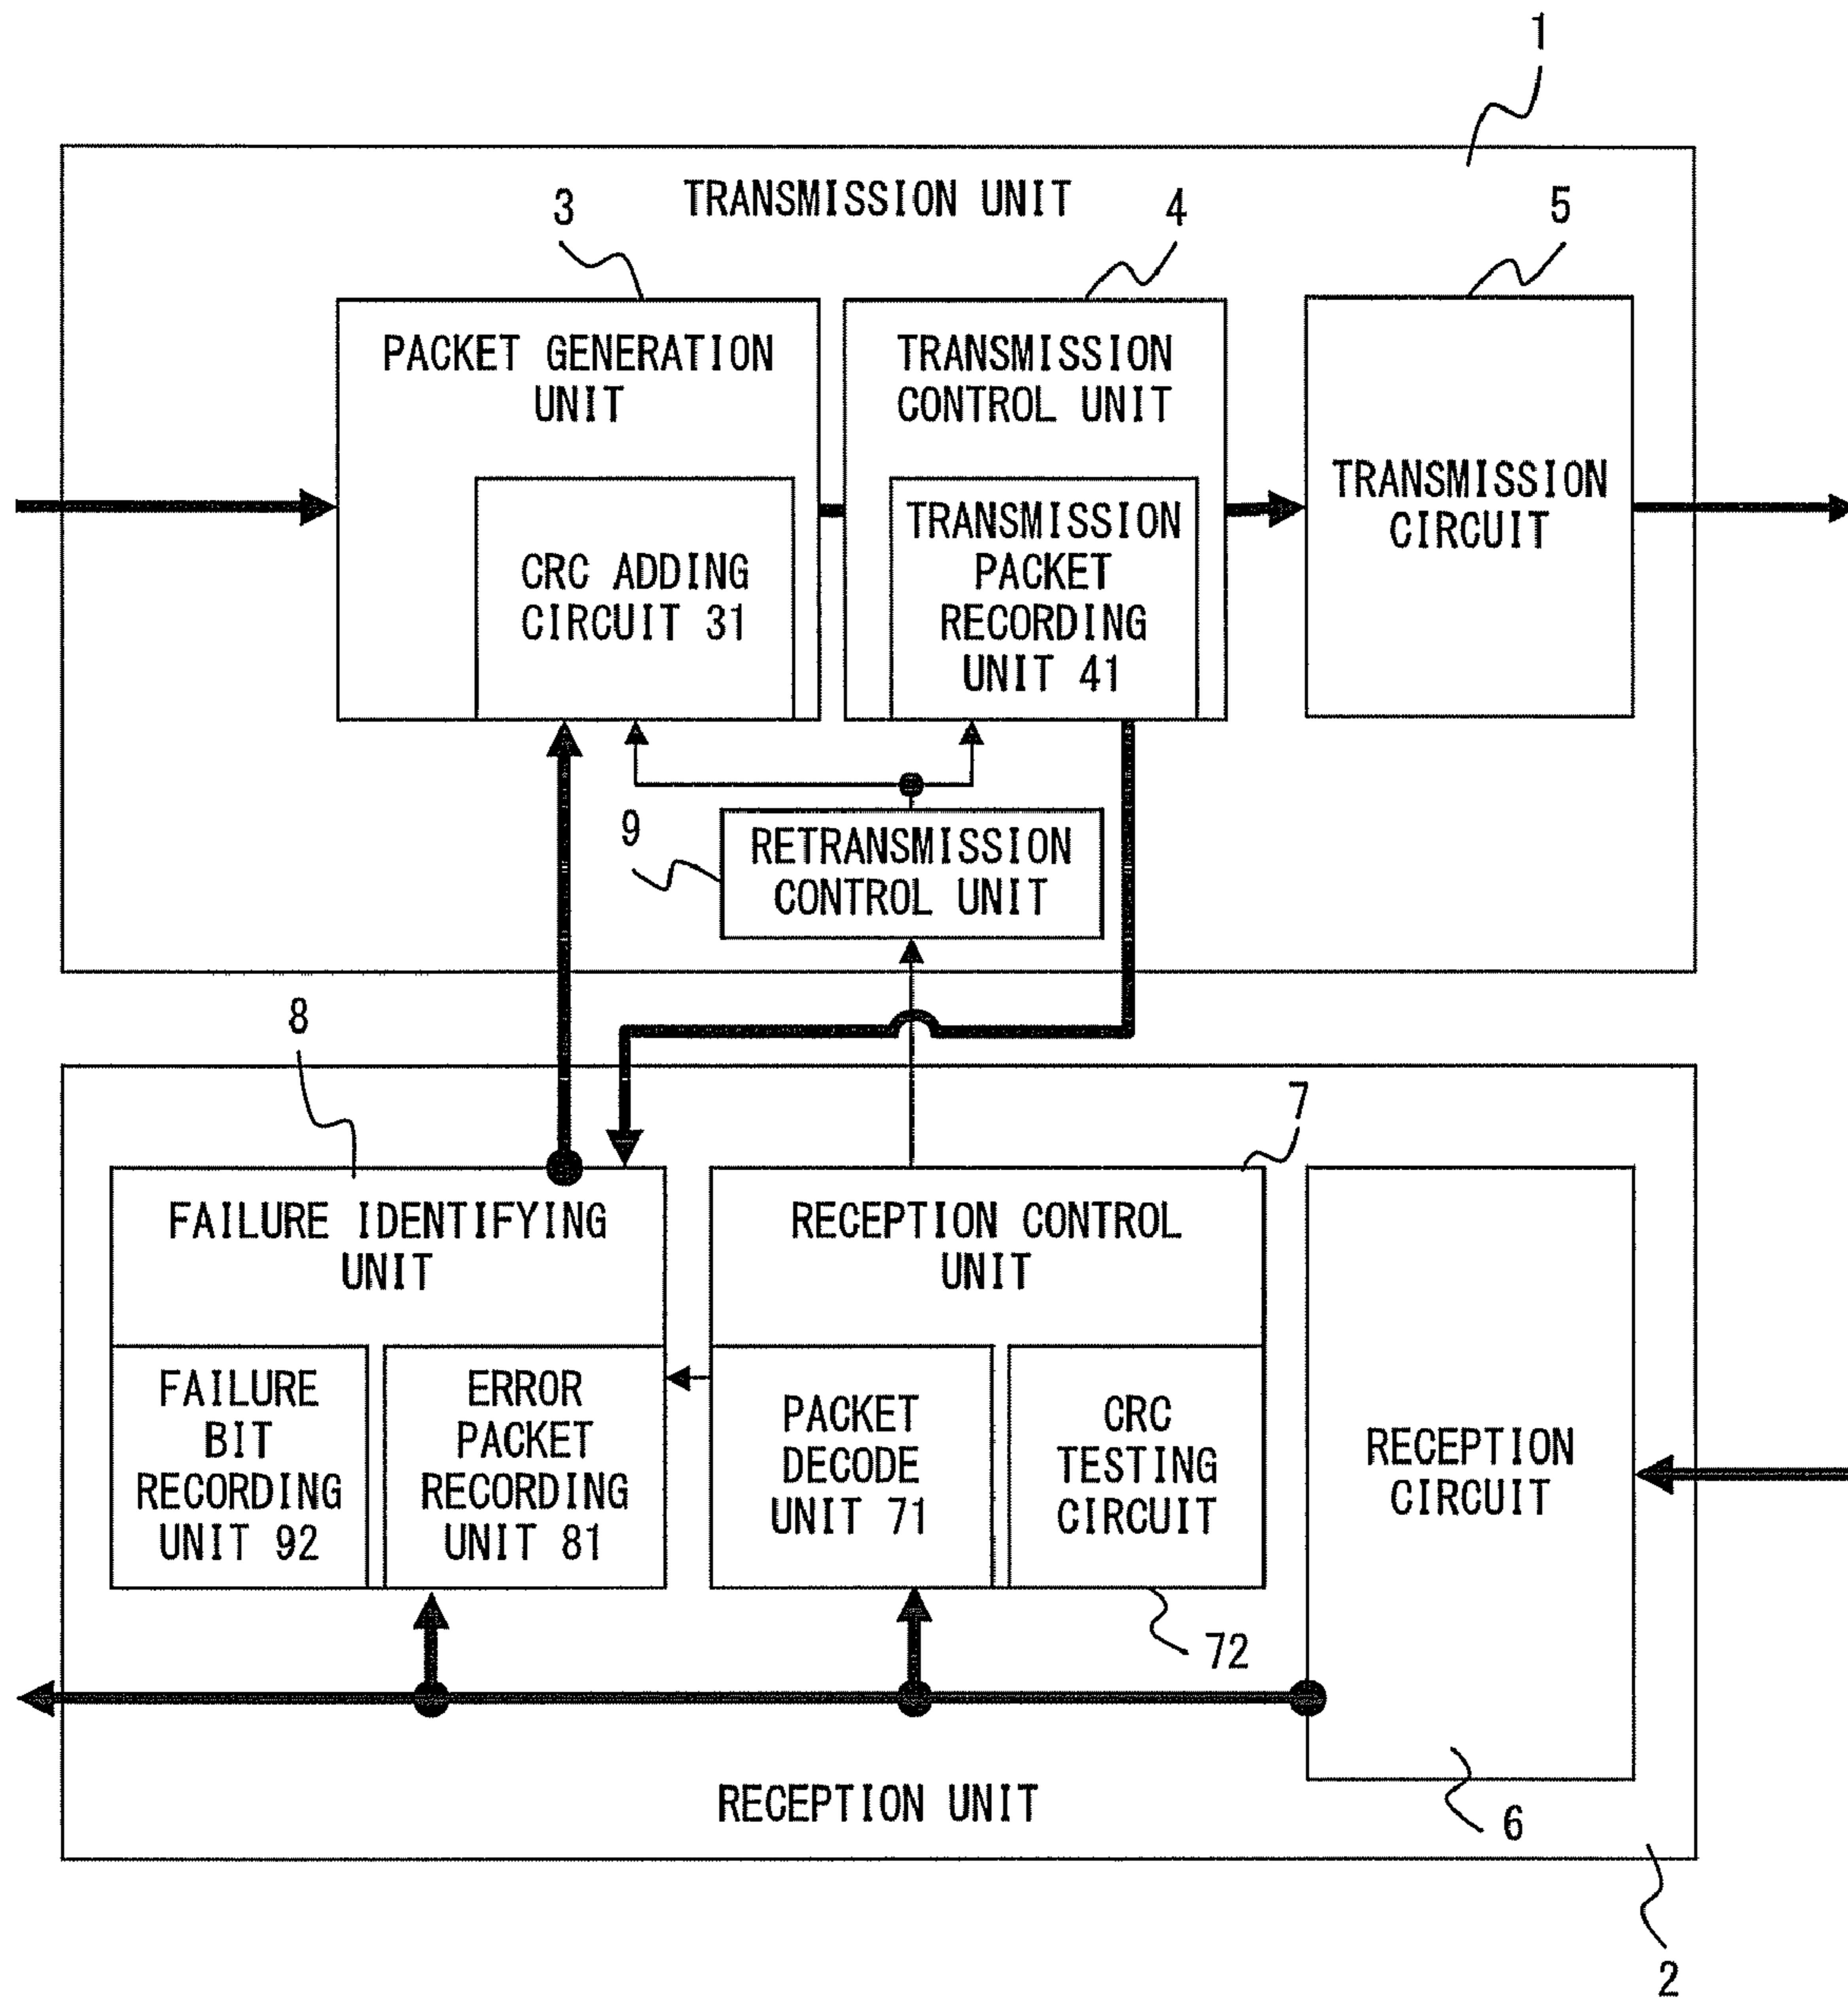 1
TRANSMISSION UNIT
3
4
5
PACKET GENERATION
UNIT
CRC ADDING
CIRCUIT 31
TRANSMISSION
CONTROL UNIT
TRANSMISSION
PACKET
RECORDING
UNIT 41
TRANSMISSION
CIRCUIT
9
RETRANSMISSION
CONTROL UNIT
8
7
FAILURE IDENTIFYING
UNIT
FAILURE
BIT
RECORDING
UNIT 92
ERROR
PACKET
RECORDING
UNIT 81
RECEPTION CONTROL
UNIT
PACKET
DECODE
UNIT 71
CRC
TESTING
CIRCUIT
72
RECEPTION
CIRCUIT
6
RECEPTION UNIT
2